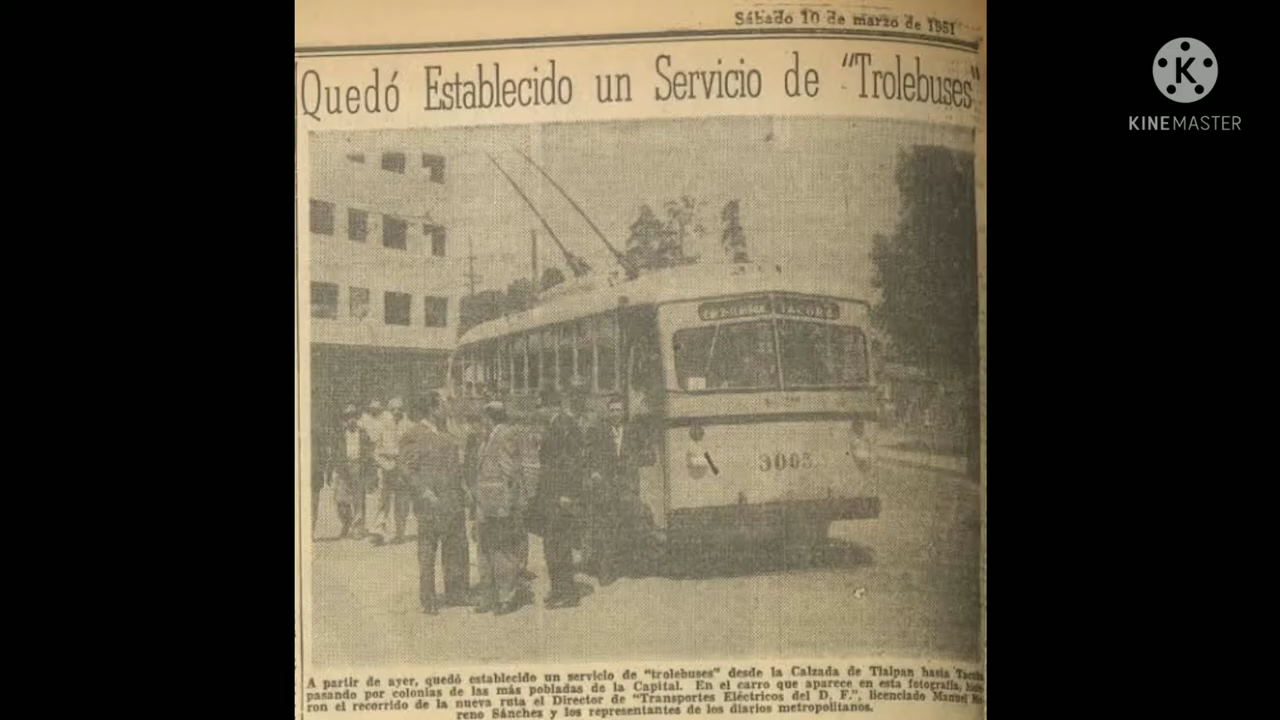 Sábado 10 de marzo de 1951
Quedó Establecido un Servicio de "Trolebuses"
K
KINEMASTER
TACUBA
3005
A partir de ayer, quedó establecido un servicio de "trolebuses" desde la Calzada de Tlalpan hasta
pasando por colonias de las más pobladas de la Capital. En el carro que aparece en esta fotografía,
ron el recorrido de la nueva ruta el Director de "Transportes Eléctricos del D. F.", licenciado Manuel
reno Sánchez y los representantes de los diarios metropolitanos.